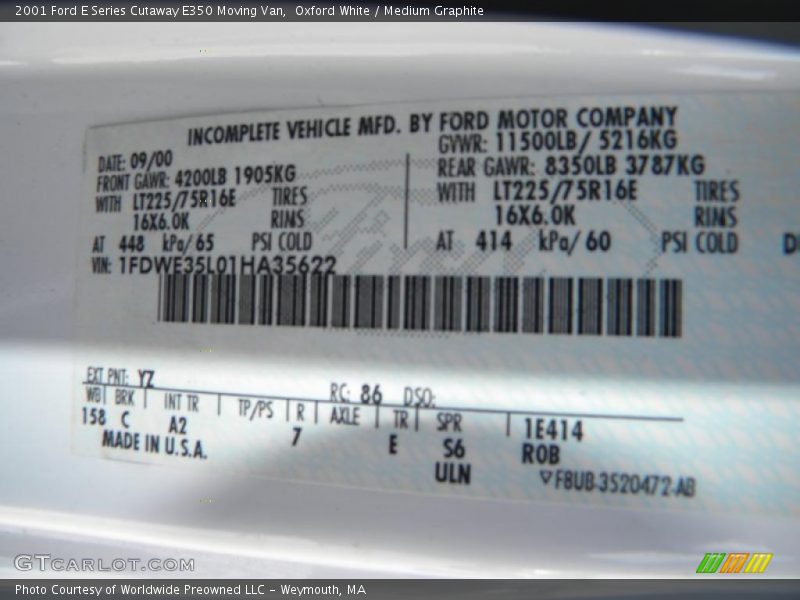 2001 Ford E Series Cutaway E350 Moving Van, Oxford White / Medium Graphite
INCOMPLETE VEHICLE MFD. BY FORD MOTOR COMPANY
DATE: 09/00 GVWR: 11500LB/ 5216KG
FRONT GAWR: 4200LB 1905KG REAR GAWR: 8350LB 3787KG
WITH LT225/75R16E TIRES WITH LT225/75R16E TIRES
16X6.0K RIMS 16X6.0K RIMS
AT 448 kPa/ 65 PSI COLD AT 414 kPa/ 60 PSI COLD
VIN: 1FDWE35L01HA35622
EXT PNT: YZ RC: 86 DSO:
WB BRK INT TR TP/PS R AXLE TR SPR
158 C A2 7 E S6 1E414
MADE IN U.S.A. ULN ROB
F8UB-3520472-AB
GTCARLOT.COM
Photo Courtesy of Worldwide Preowned LLC - Weymouth, MA